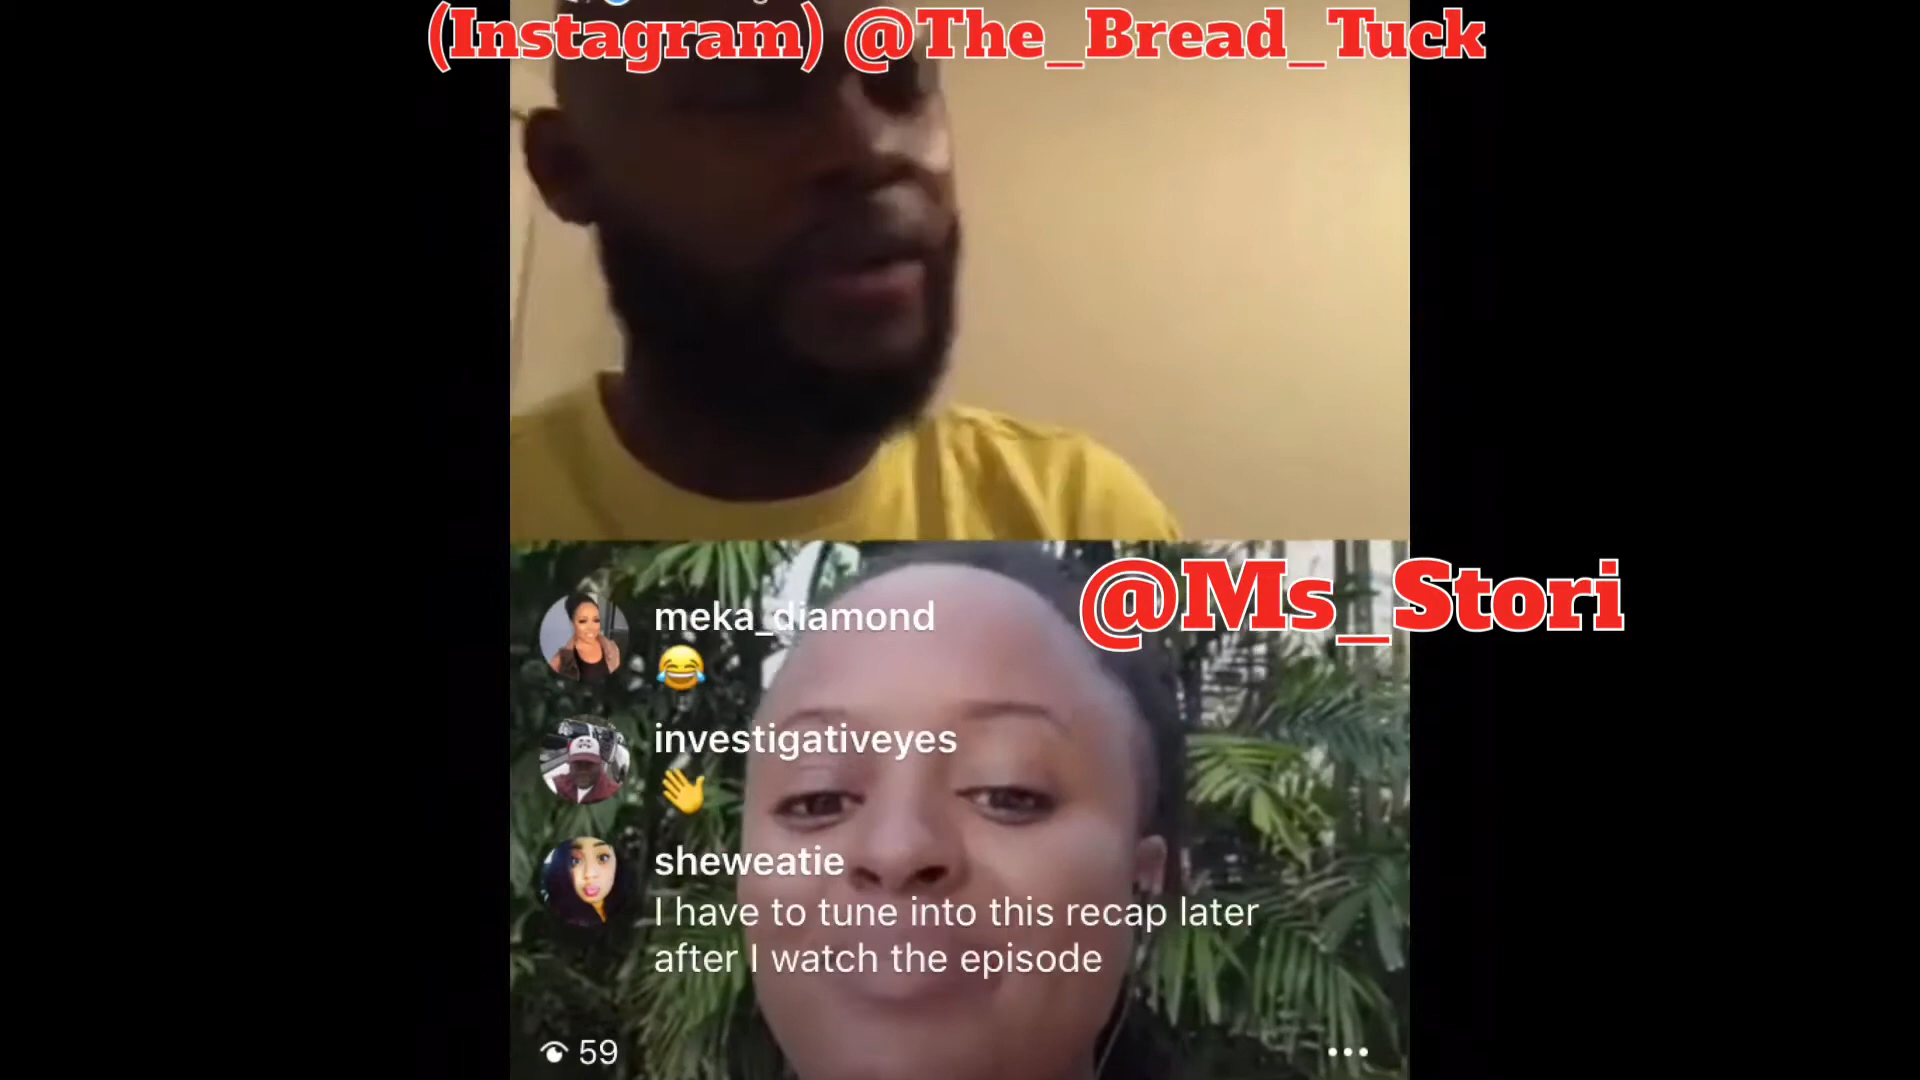 (Instagram) @The_Bread_Tuck
@Ms_Stori
meka_diamond
😂
investigativeyes
👋
sheweatie
I have to tune into this recap later
after I watch the episode
59